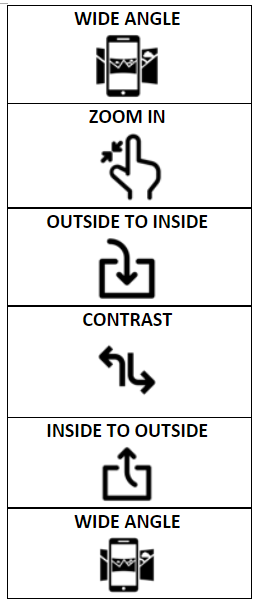 WIDE ANGLE
ZOOM IN
OUTSIDE TO INSIDE
CONTRAST
INSIDE TO OUTSIDE
WIDE ANGLE